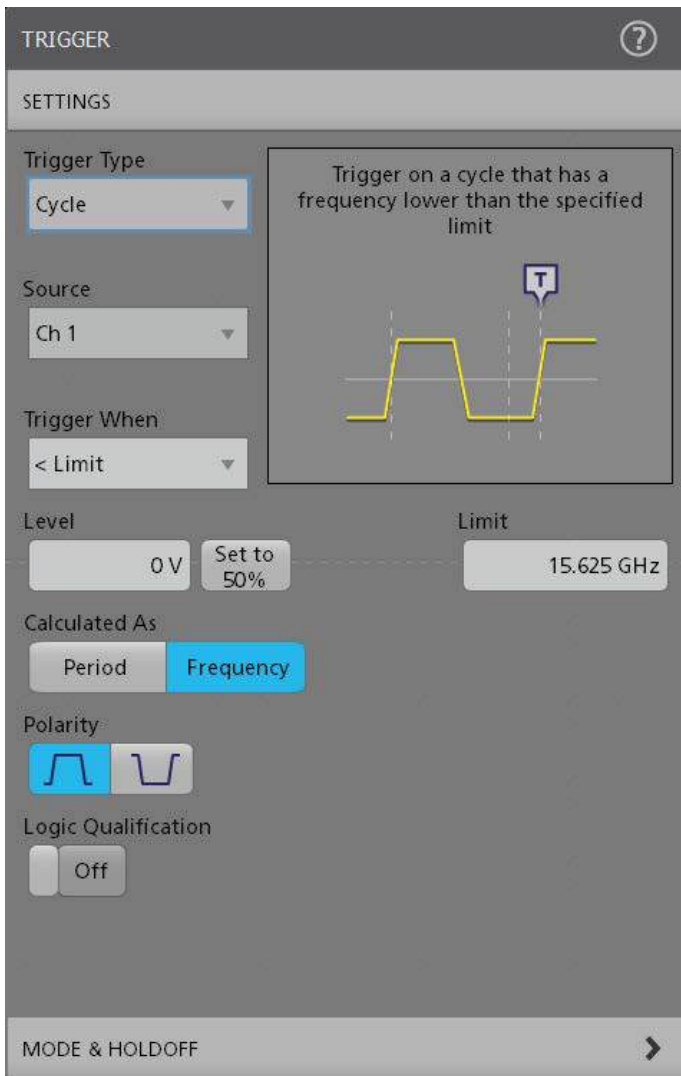 TRIGGER
?
SETTINGS
Trigger Type
Cycle
Trigger on a cycle that has a
frequency lower than the specified
limit
T
Source
Ch 1
Trigger When
< Limit
Level
Limit
0 V
Set to
50%
15.625 GHz
Calculated As
Period
Frequency
Polarity
Logic Qualification
Off
MODE & HOLDOFF